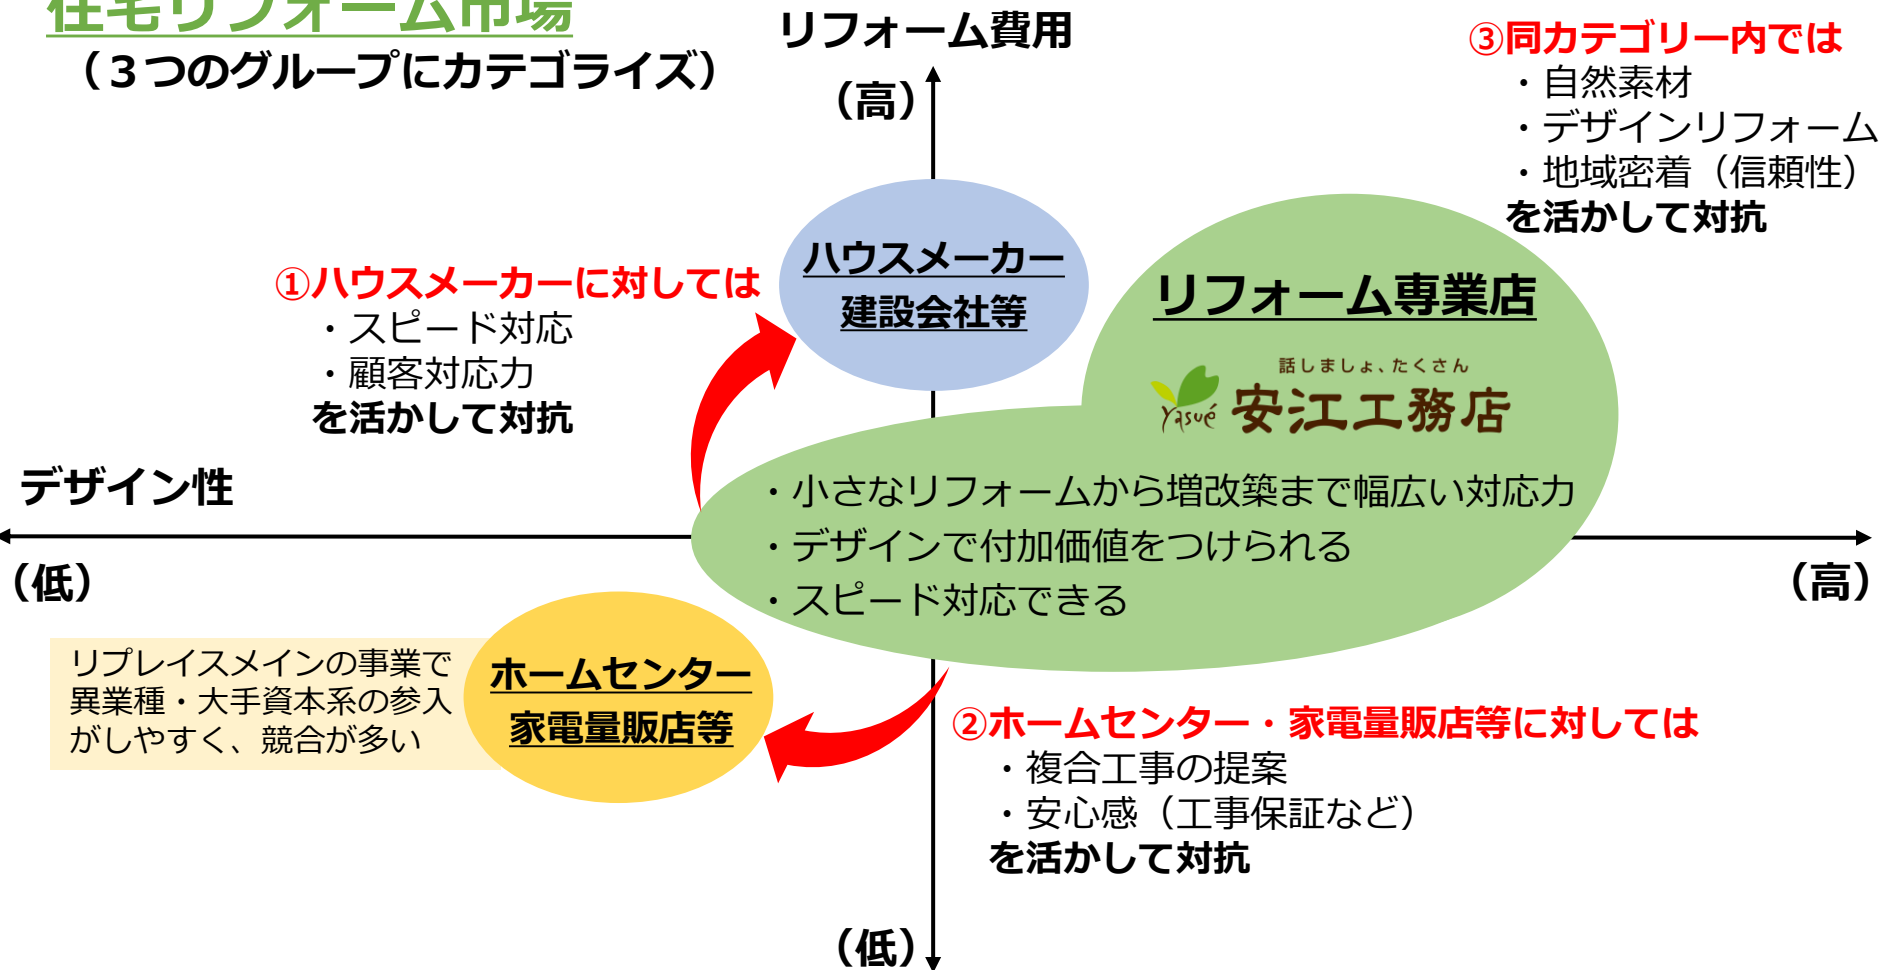 住宅リフォーム市場
（３つのグループにカテゴライズ）
リフォーム費用
（高）
③同カテゴリー内では
・自然素材
・デザインリフォーム
・地域密着（信頼性）
を活かして対抗
ハウスメーカー
建設会社等
①ハウスメーカーに対しては
・スピード対応
・顧客対応力
を活かして対抗
リフォーム専業店
話しましょ、たくさん
Yasué 安江工務店
・小さなリフォームから増改築まで幅広い対応力
・デザインで付加価値をつけられる
・スピード対応できる
デザイン性
（低）
（高）
リプレイスメインの事業で
異業種・大手資本系の参入
がしやすく、競合が多い
ホームセンター
家電量販店等
②ホームセンター・家電量販店等に対しては
・複合工事の提案
・安心感（工事保証など）
を活かして対抗
（低）